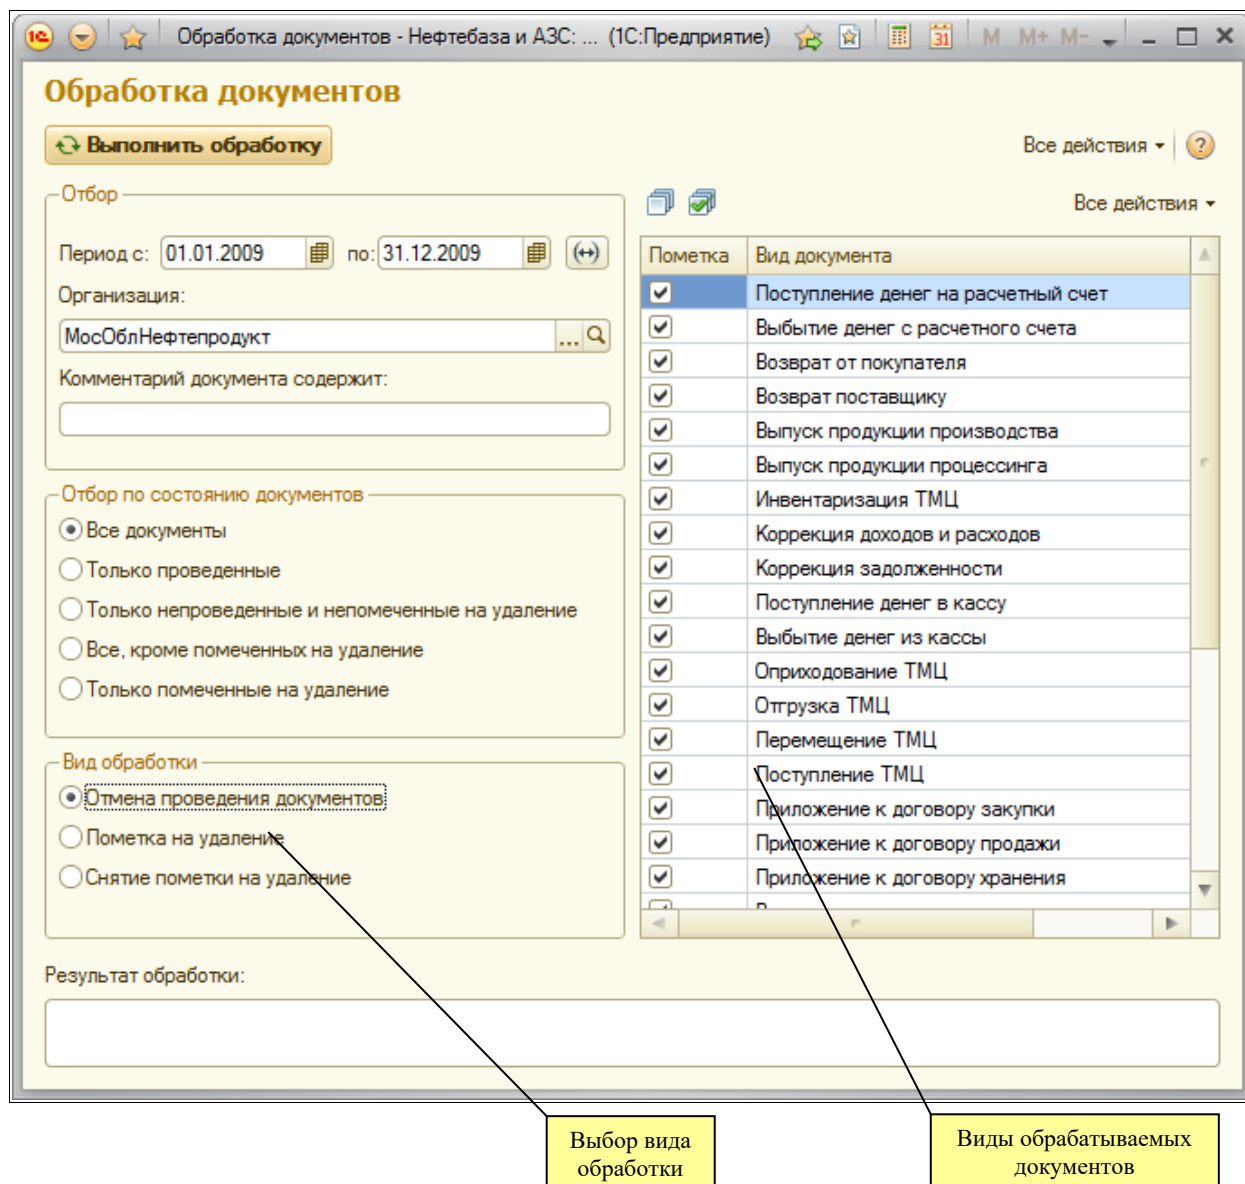 Обработка документов - Нефтебаза и АЗС: ... (1С:Предприятие)
31
M M+ M-
Обработка документов
Выполнить обработку
Все действия
?
Отбор
Все действия
Период с: 01.01.2009 по: 31.12.2009
Организация:
МосОблНефтепродукт
...
Комментарий документа содержит:
Отбор по состоянию документов
Все документы
Только проведенные
Только непроведенные и непомеченные на удаление
Все, кроме помеченных на удаление
Только помеченные на удаление
Вид обработки
Отмена проведения документов
Пометка на удаление
Снятие пометки на удаление
Пометка Вид документа
Поступление денег на расчетный счет
Выбытие денег с расчетного счета
Возврат от покупателя
Возврат поставщику
Выпуск продукции производства
Выпуск продукции процессинга
Инвентаризация ТМЦ
Коррекция доходов и расходов
Коррекция задолженности
Поступление денег в кассу
Выбытие денег из кассы
Оприходование ТМЦ
Отгрузка ТМЦ
Перемещение ТМЦ
Поступление ТМЦ
Приложение к договору закупки
Приложение к договору продажи
Приложение к договору хранения
Результат обработки:
Выбор вида
обработки
Виды обрабатываемых
документов